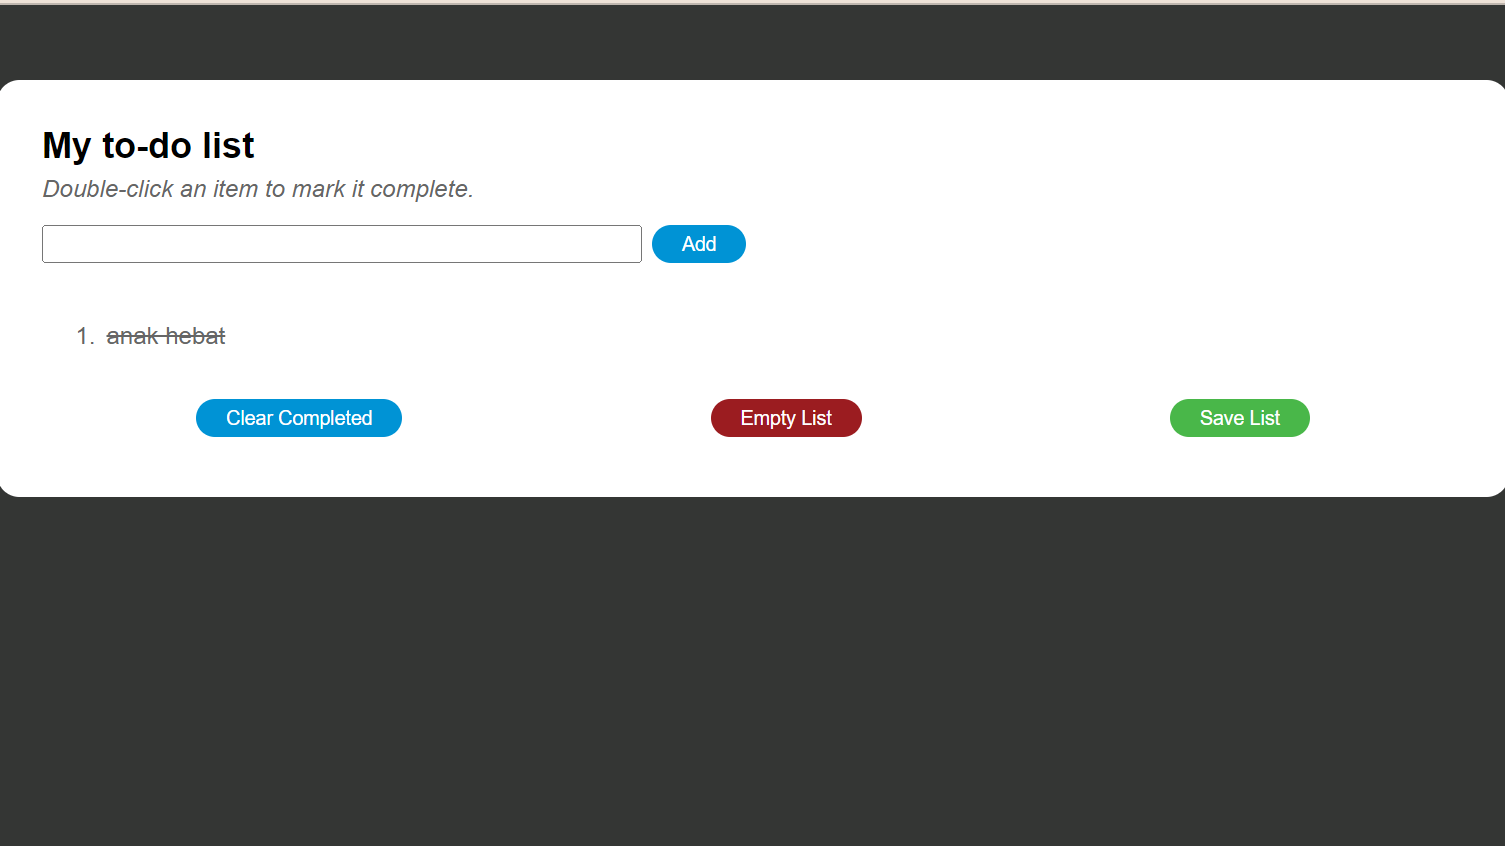 My to-do list
Double-click an item to mark it complete.
Add
1. anak hebat
Clear Completed
Empty List
Save List